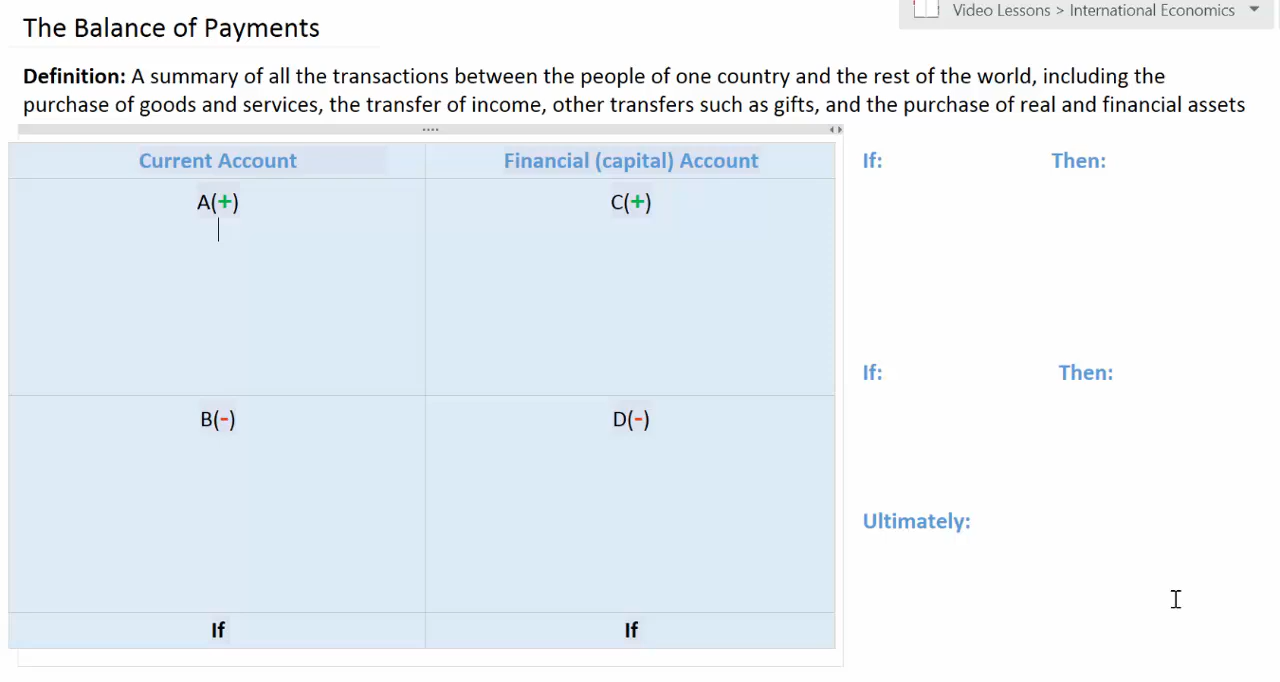 The Balance of Payments
Video Lessons > International Economics
Definition: A summary of all the transactions between the people of one country and the rest of the world, including the
purchase of goods and services, the transfer of income, other transfers such as gifts, and the purchase of real and financial assets
Current Account
Financial (capital) Account
If:
Then:
A(+)
C(+)
If:
Then:
B(-)
D(-)
Ultimately:
If
If